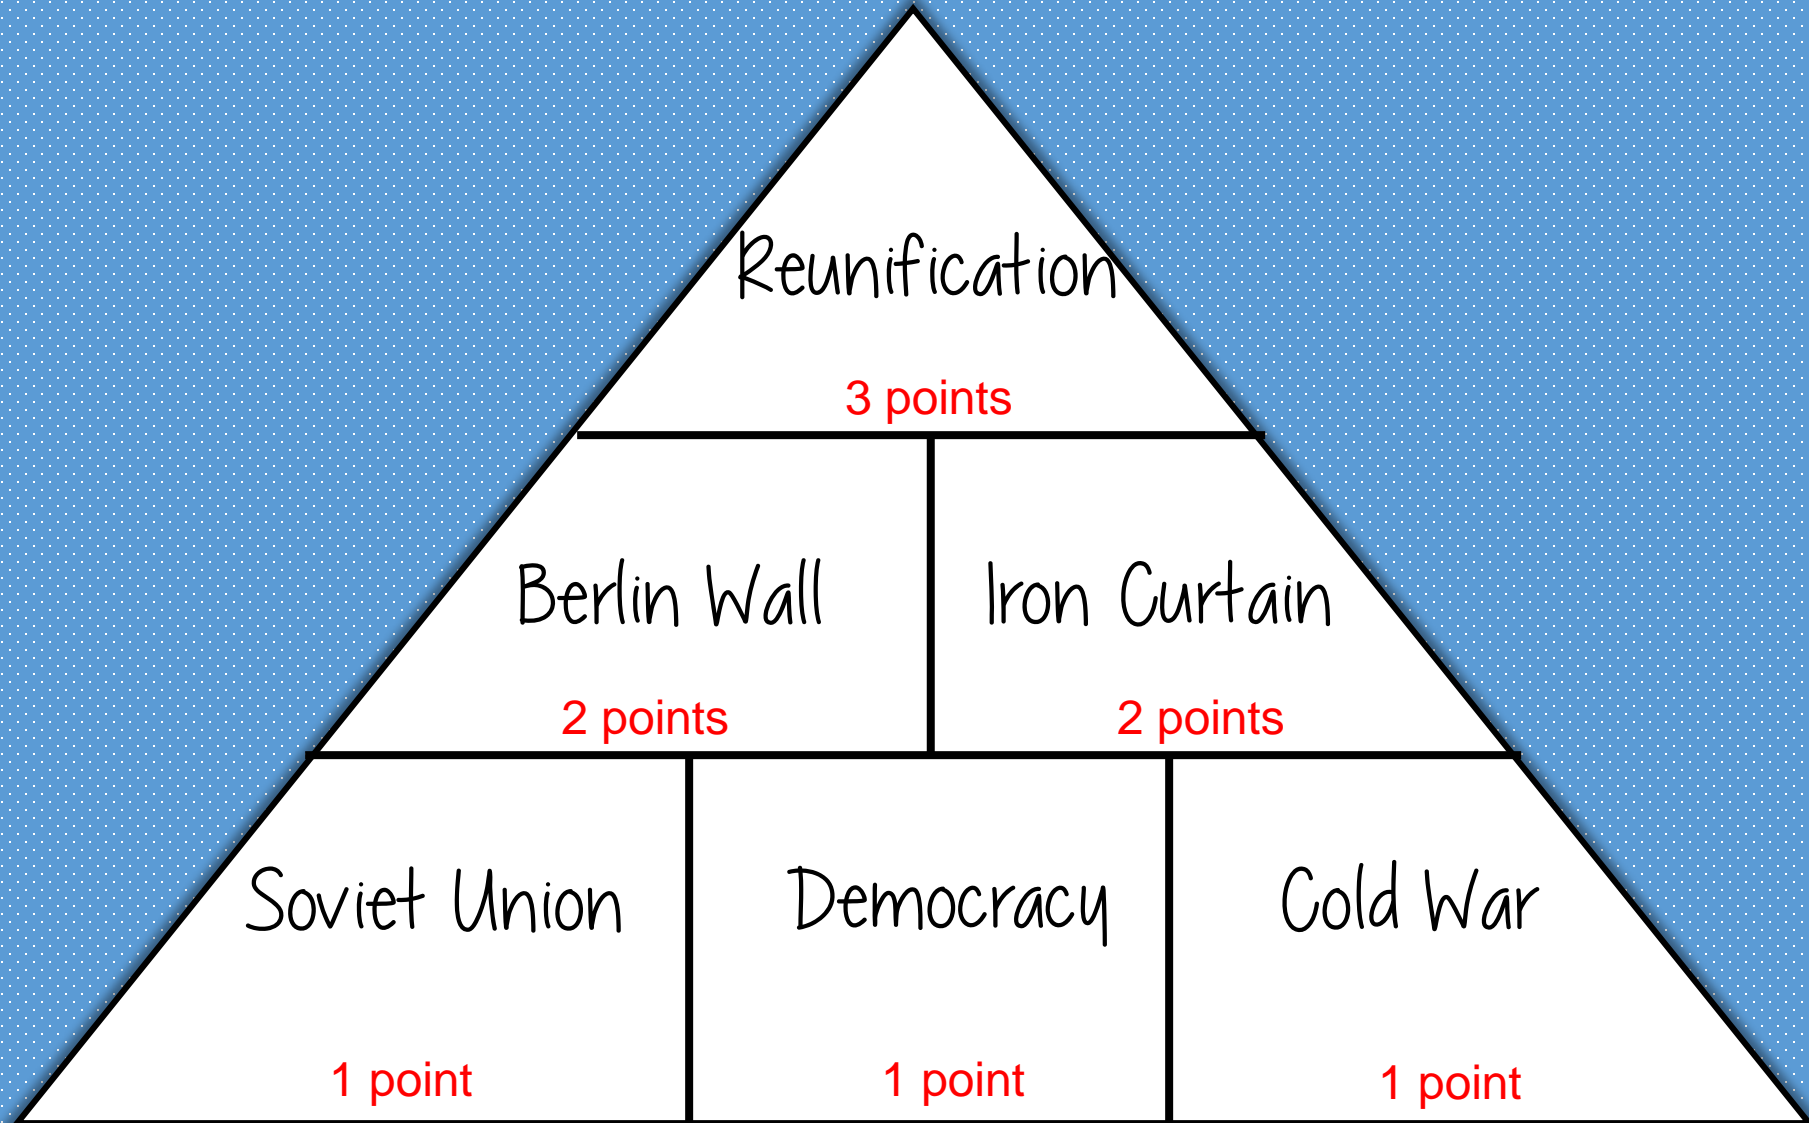 Reunification
3 points
Berlin Wall
Iron Curtain
2 points
2 points
Soviet Union
Democracy
Cold War
1 point
1 point
1 point